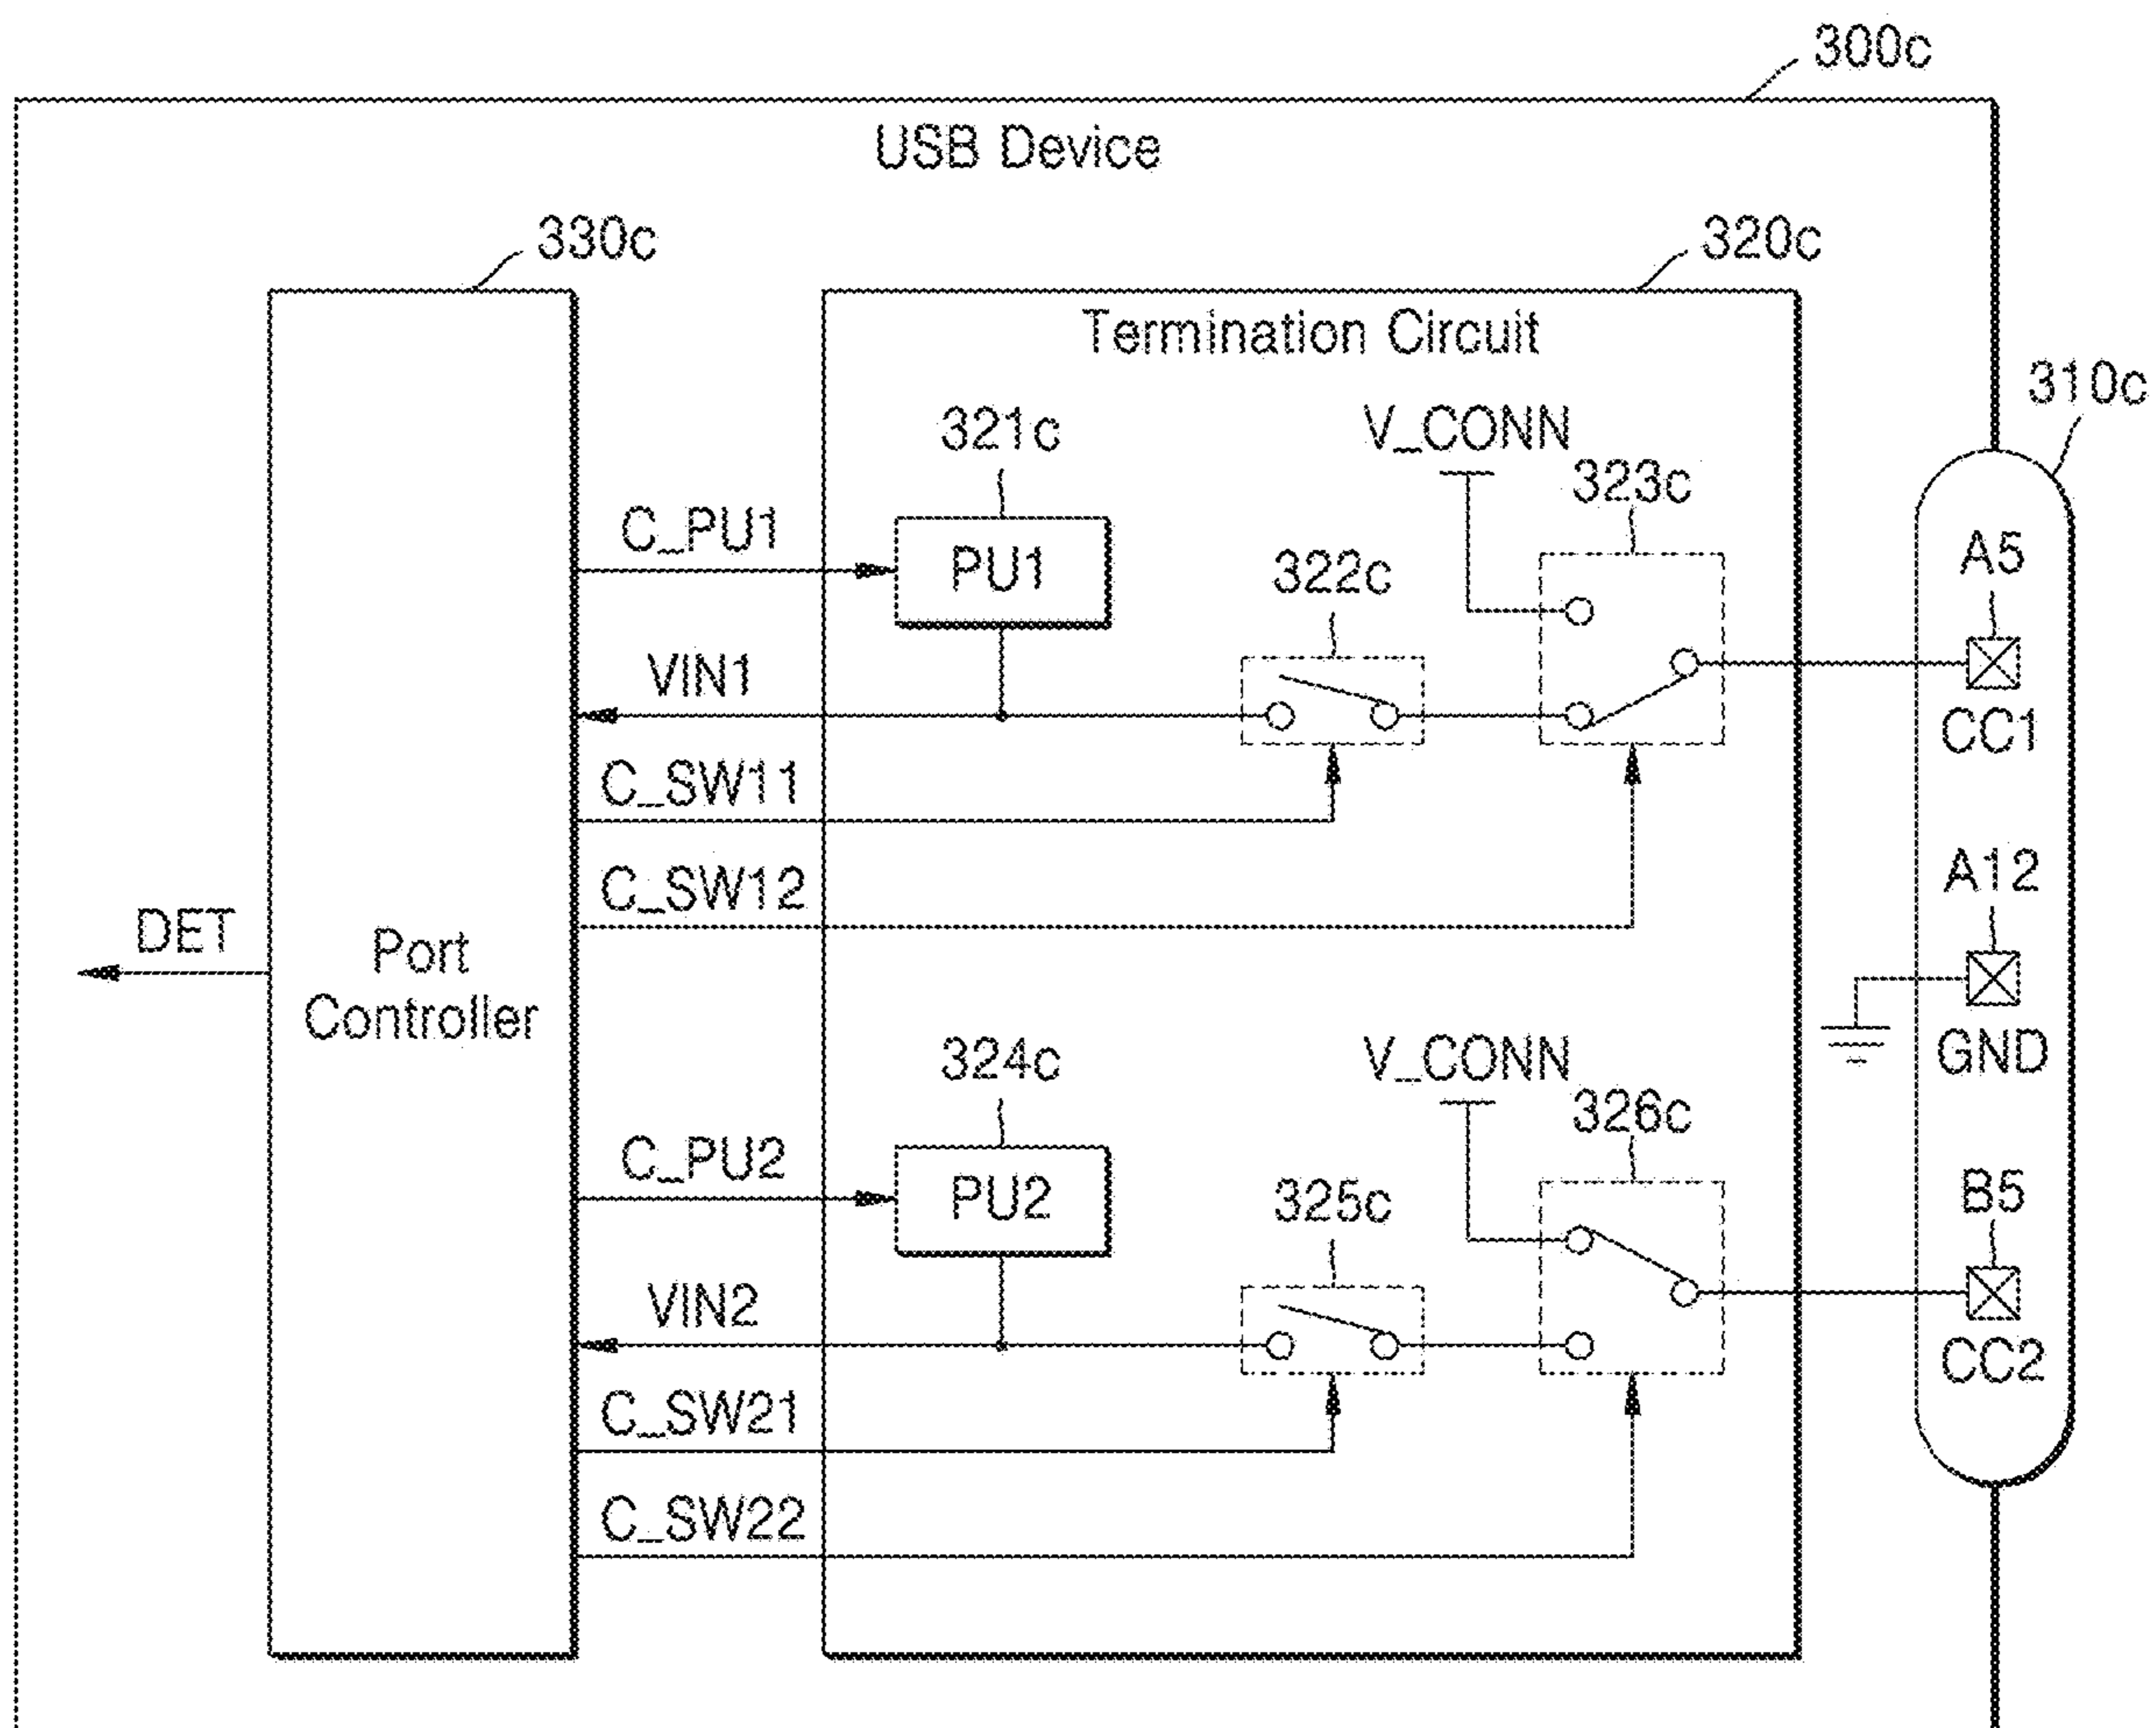 300c
USB Device
330c
320c
Termination Circuit
310c
321c
V_CONN
323c
C_PU1
PU1
322c
A5
VIN1
CC1
C_SW11
C_SW12
A12
DET
Port
Controller
GND
324c
V_CONN
326c
C_PU2
PU2
325c
B5
VIN2
CC2
C_SW21
C_SW22